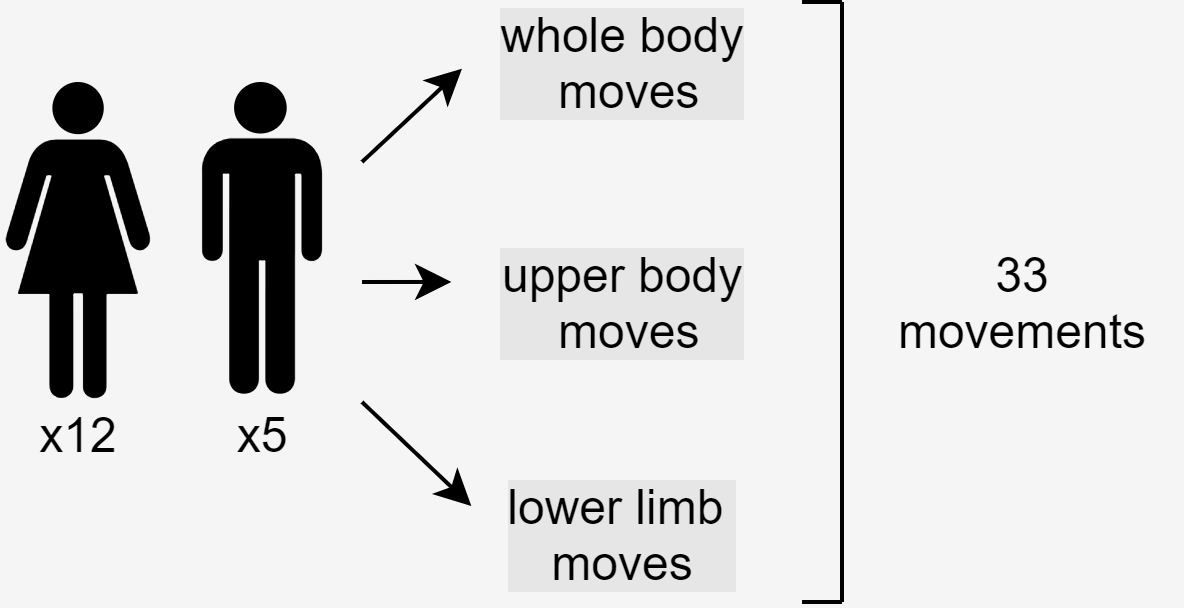 whole body
moves
upper body
moves
lower limb
moves
x12
x5
33
movements